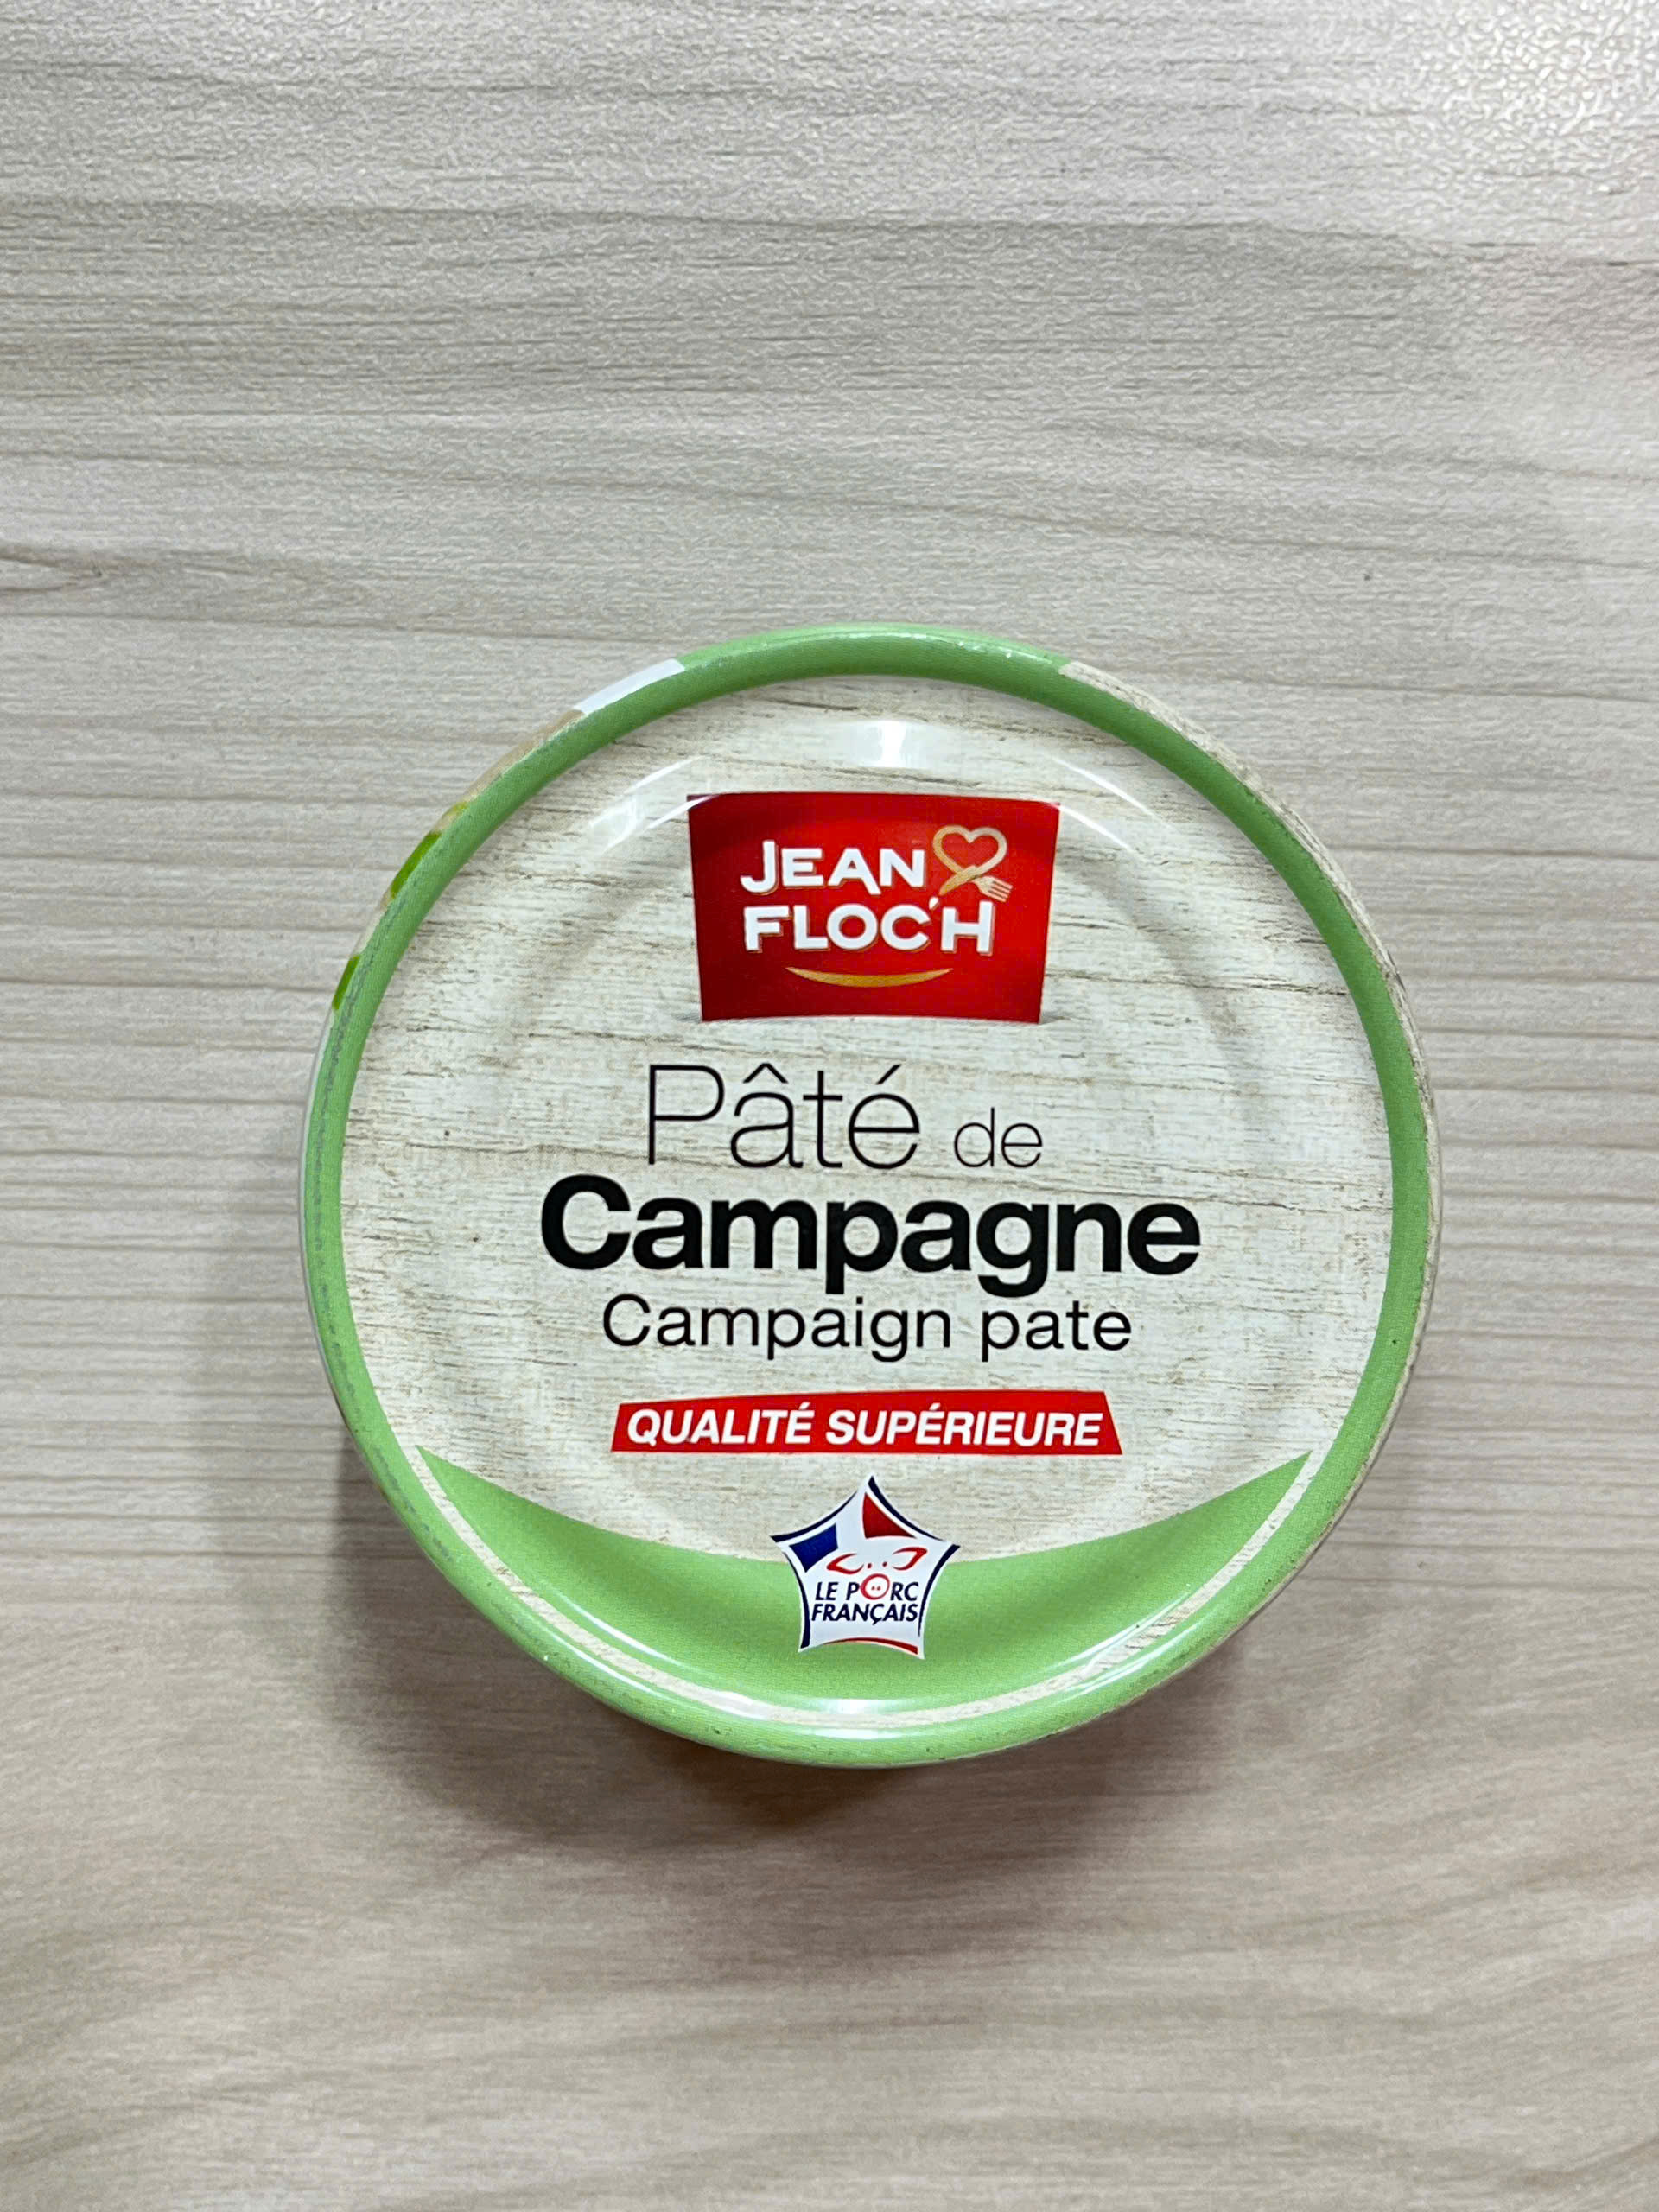 JEAN
FLOC'H
Pâté de
Campagne
Campaign pate
QUALITÉ SUPÉRIEURE
LE PORC
FRANÇAIS